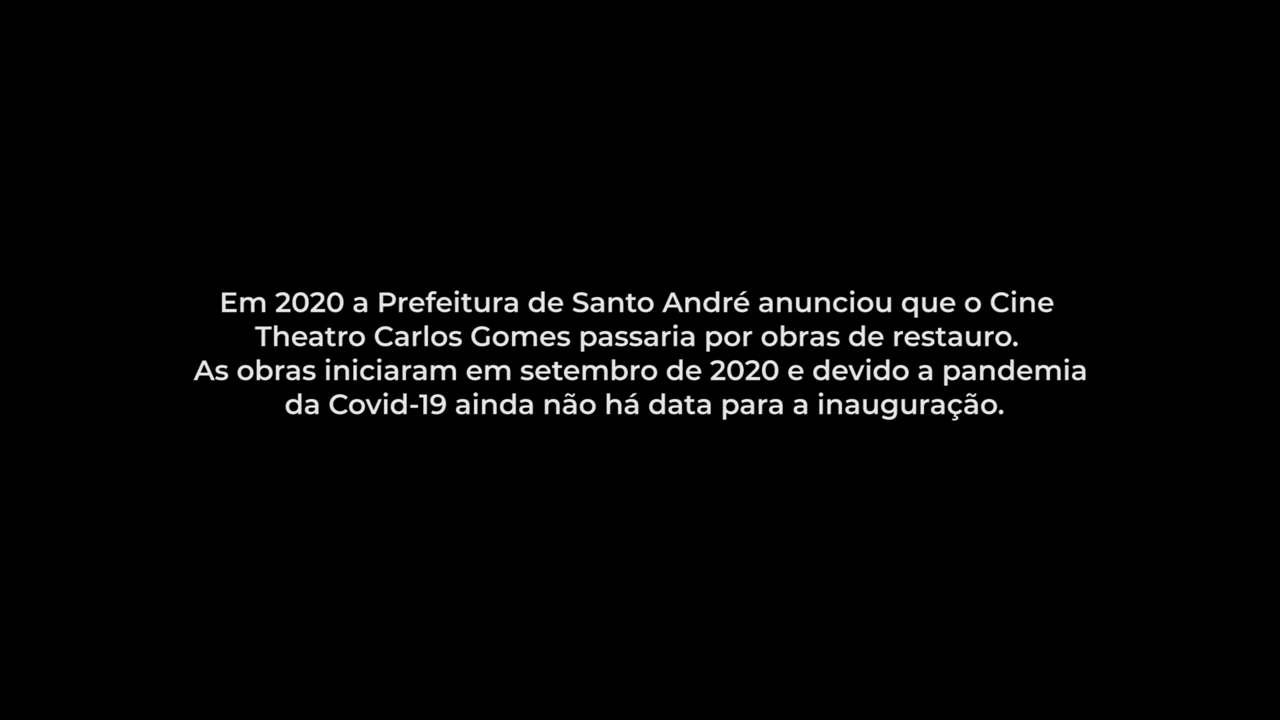 Em 2020 a Prefeitura de Santo André anunciou que o Cine
Theatro Carlos Gomes passaria por obras de restauro.
As obras iniciaram em setembro de 2020 e devido a pandemia
da Covid-19 ainda não há data para a inauguração.